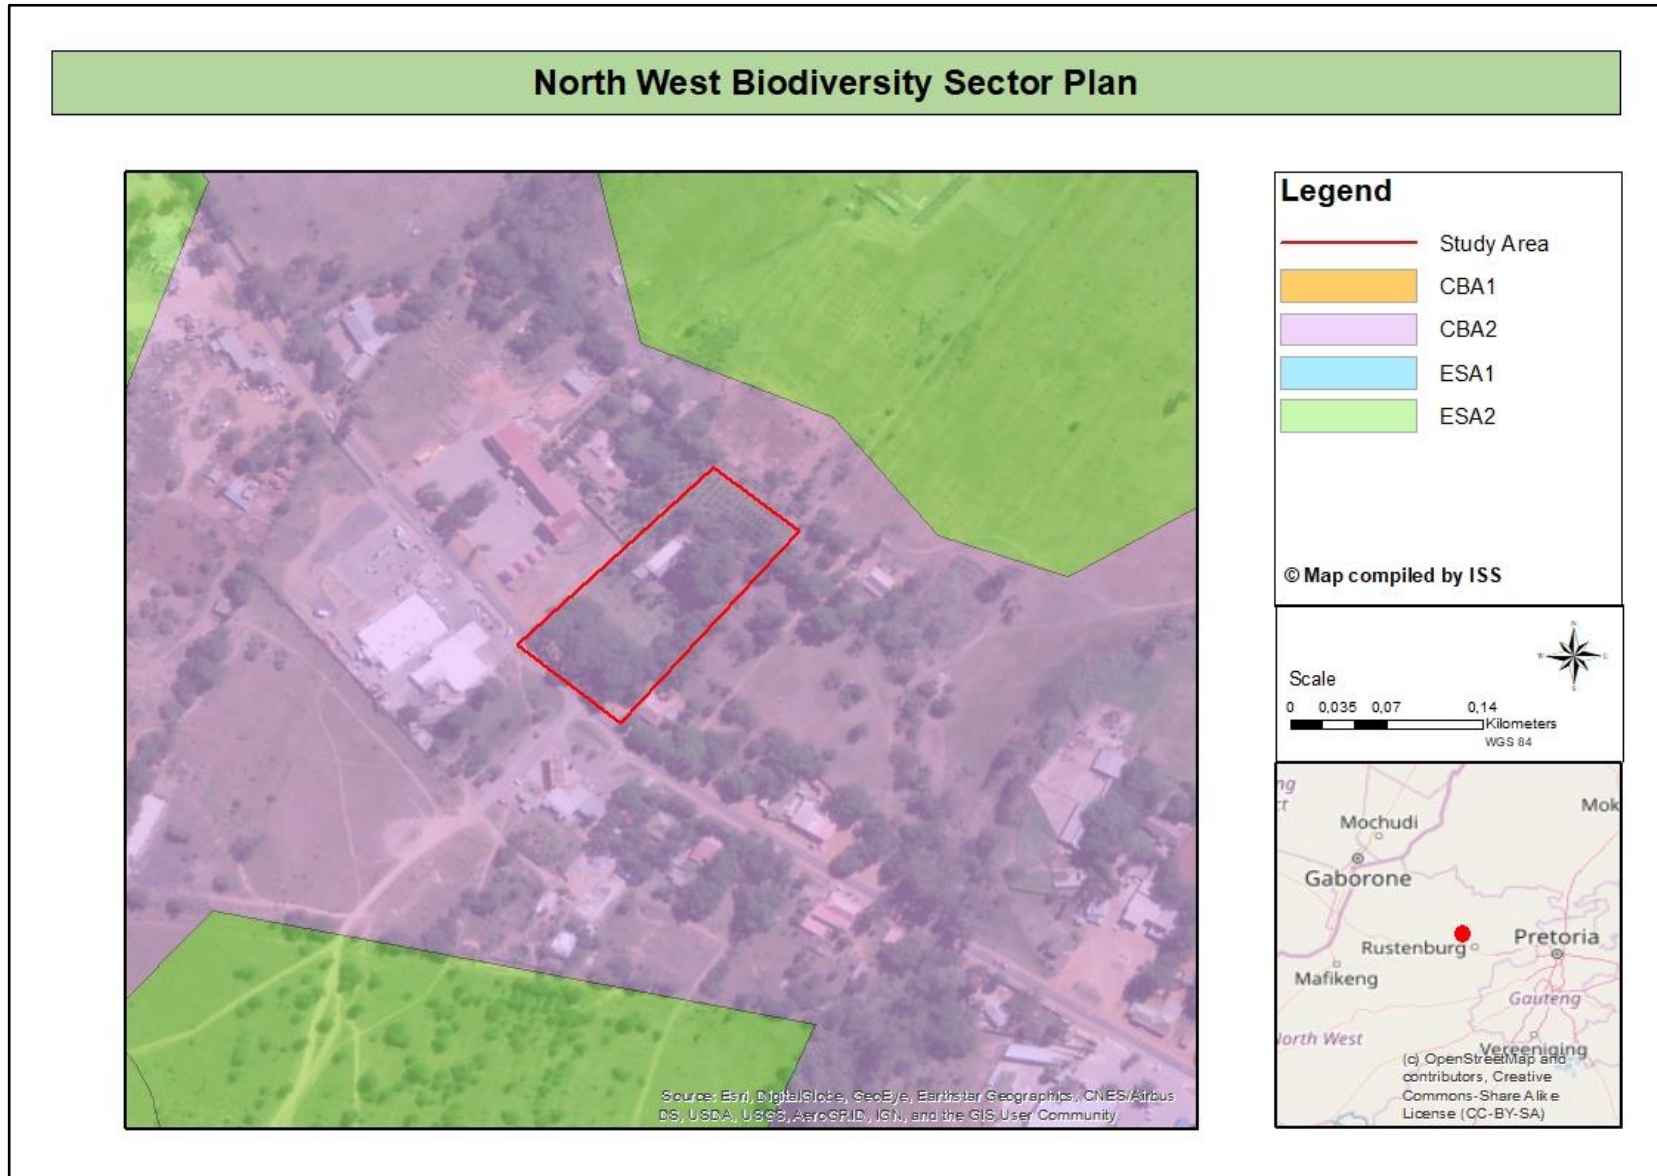 North West Biodiversity Sector Plan
Legend
Study Area
CBA1
CBA2
ESA1
ESA2
© Map compiled by ISS
N
W
E
S
Scale
0 0,035 0,07 0,14
Kilometers
WGS 84
Mok
Mochudi
Gaborone
Pretoria
Rustenburg
Mafikeng
Gauteng
North West
Vereeniging
(c) OpenStreetMap and
contributors, Creative
Commons-Share Alike
License (CC-BY-SA)
Source: Esri, DigitalGlobe, GeoEye, Earthstar Geographics, CNES/Airbus
DS, USDA, USGS, AeroGRID, IGN, and the GIS User Community